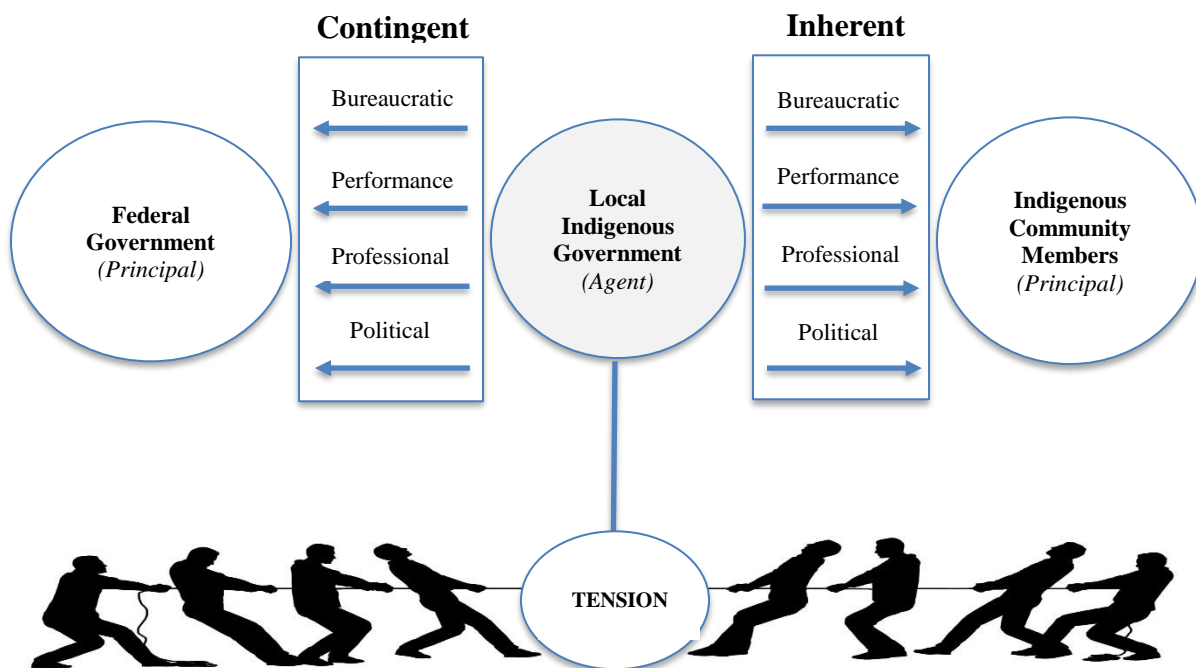 Contingent
Inherent
Bureaucratic
Performance
Professional
Political
Bureaucratic
Performance
Professional
Political
Federal
Government
(Principal)
Local
Indigenous
Government
(Agent)
Indigenous
Community
Members
(Principal)
TENSION